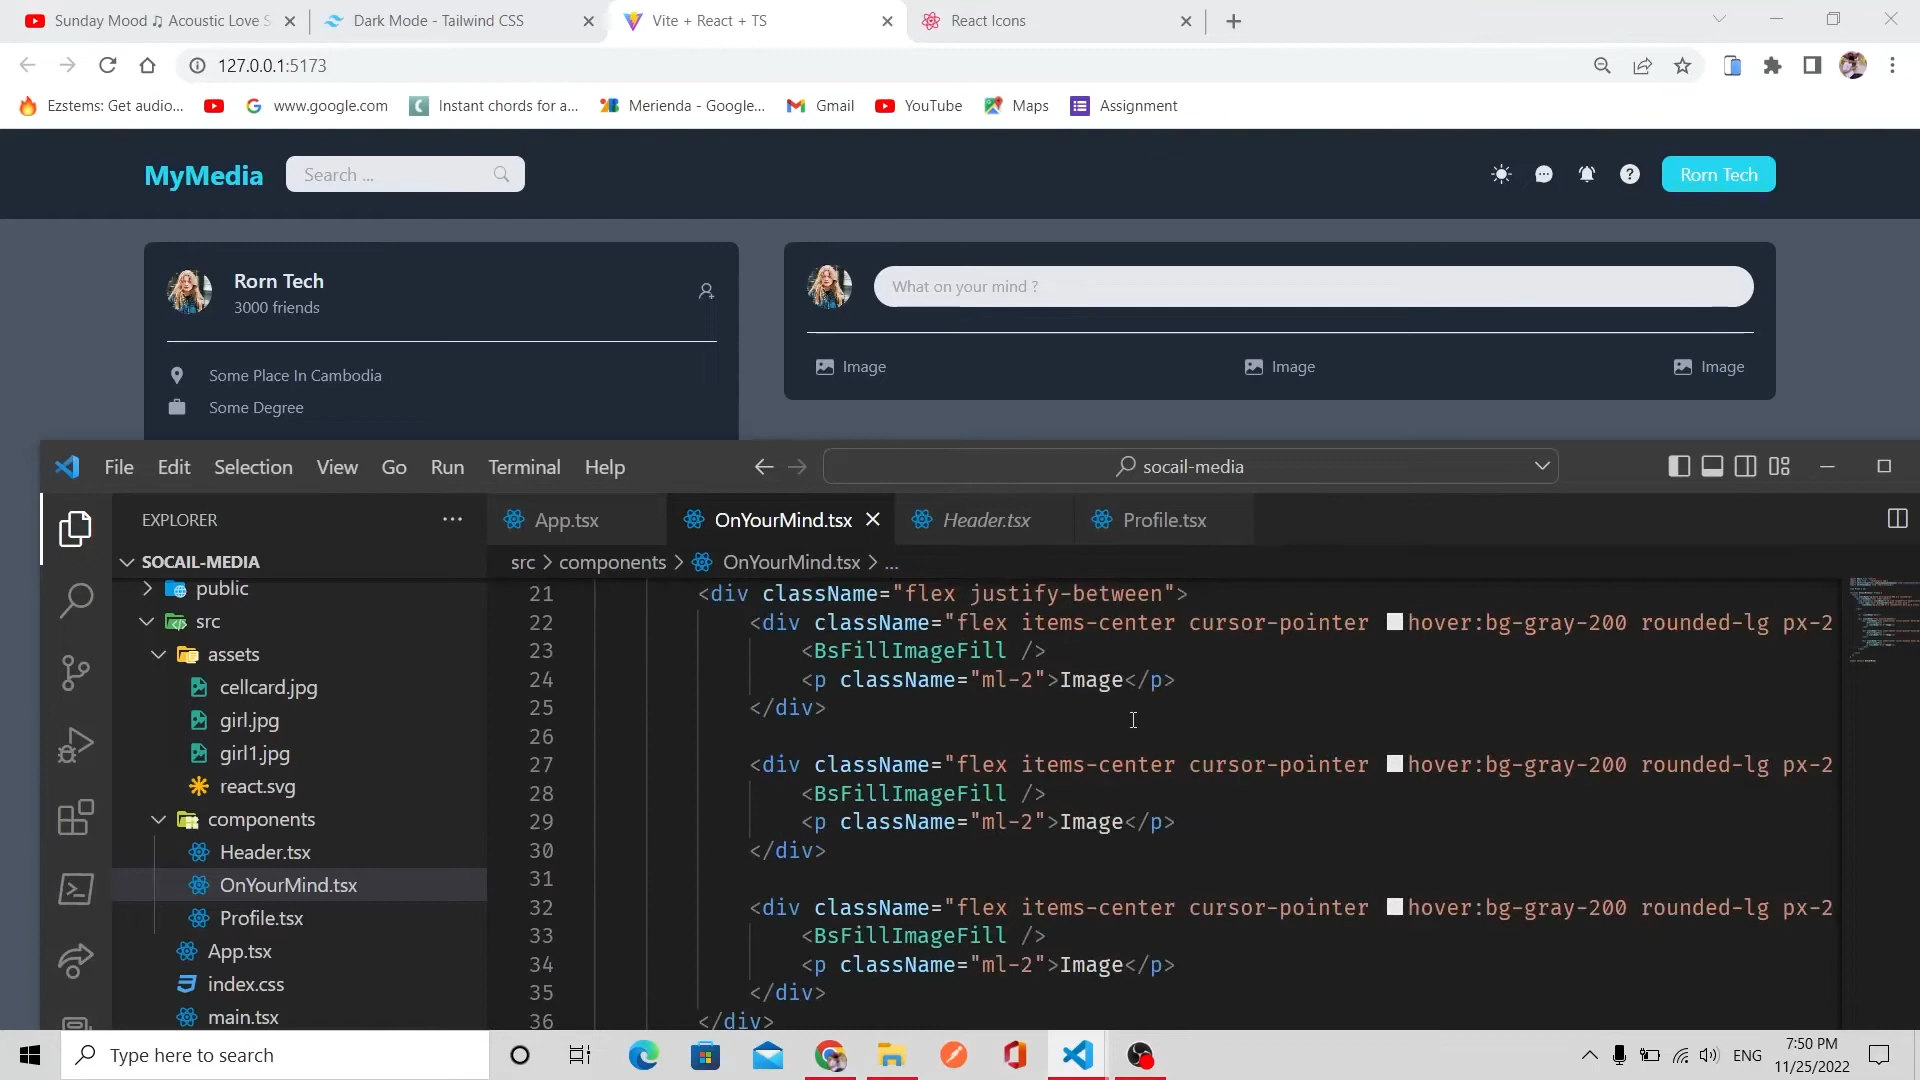 Sunday Mood ♫ Acoustic Love S
Dark Mode - Tailwind CSS
Vite + React + TS
React Icons
127.0.0.1:5173
Ezstems: Get audio...
www.google.com
Instant chords for a...
Merienda - Google...
Gmail
YouTube
Maps
Assignment
MyMedia
Search ...
Rorn Tech
Rorn Tech
3000 friends
What on your mind ?
Some Place In Cambodia
Some Degree
Image
Image
Image
File Edit Selection View Go Run Terminal Help
socail-media
EXPLORER
App.tsx
OnYourMind.tsx
Header.tsx
Profile.tsx
SOCAIL-MEDIA
src > components > OnYourMind.tsx > ...
public
src
assets
cellcard.jpg
girl.jpg
girl1.jpg
react.svg
components
Header.tsx
OnYourMind.tsx
Profile.tsx
App.tsx
index.css
main.tsx
21 <div className="flex justify-between">
22 <div className="flex items-center cursor-pointer hover:bg-gray-200 rounded-lg px-2
23 <BsFillImageFill />
24 <p className="ml-2">Image</p>
25 </div>
26
27 <div className="flex items-center cursor-pointer hover:bg-gray-200 rounded-lg px-2
28 <BsFillImageFill />
29 <p className="ml-2">Image</p>
30 </div>
31
32 <div className="flex items-center cursor-pointer hover:bg-gray-200 rounded-lg px-2
33 <BsFillImageFill />
34 <p className="ml-2">Image</p>
35 </div>
36 </div>
Type here to search
ENG
7:50 PM
11/25/2022